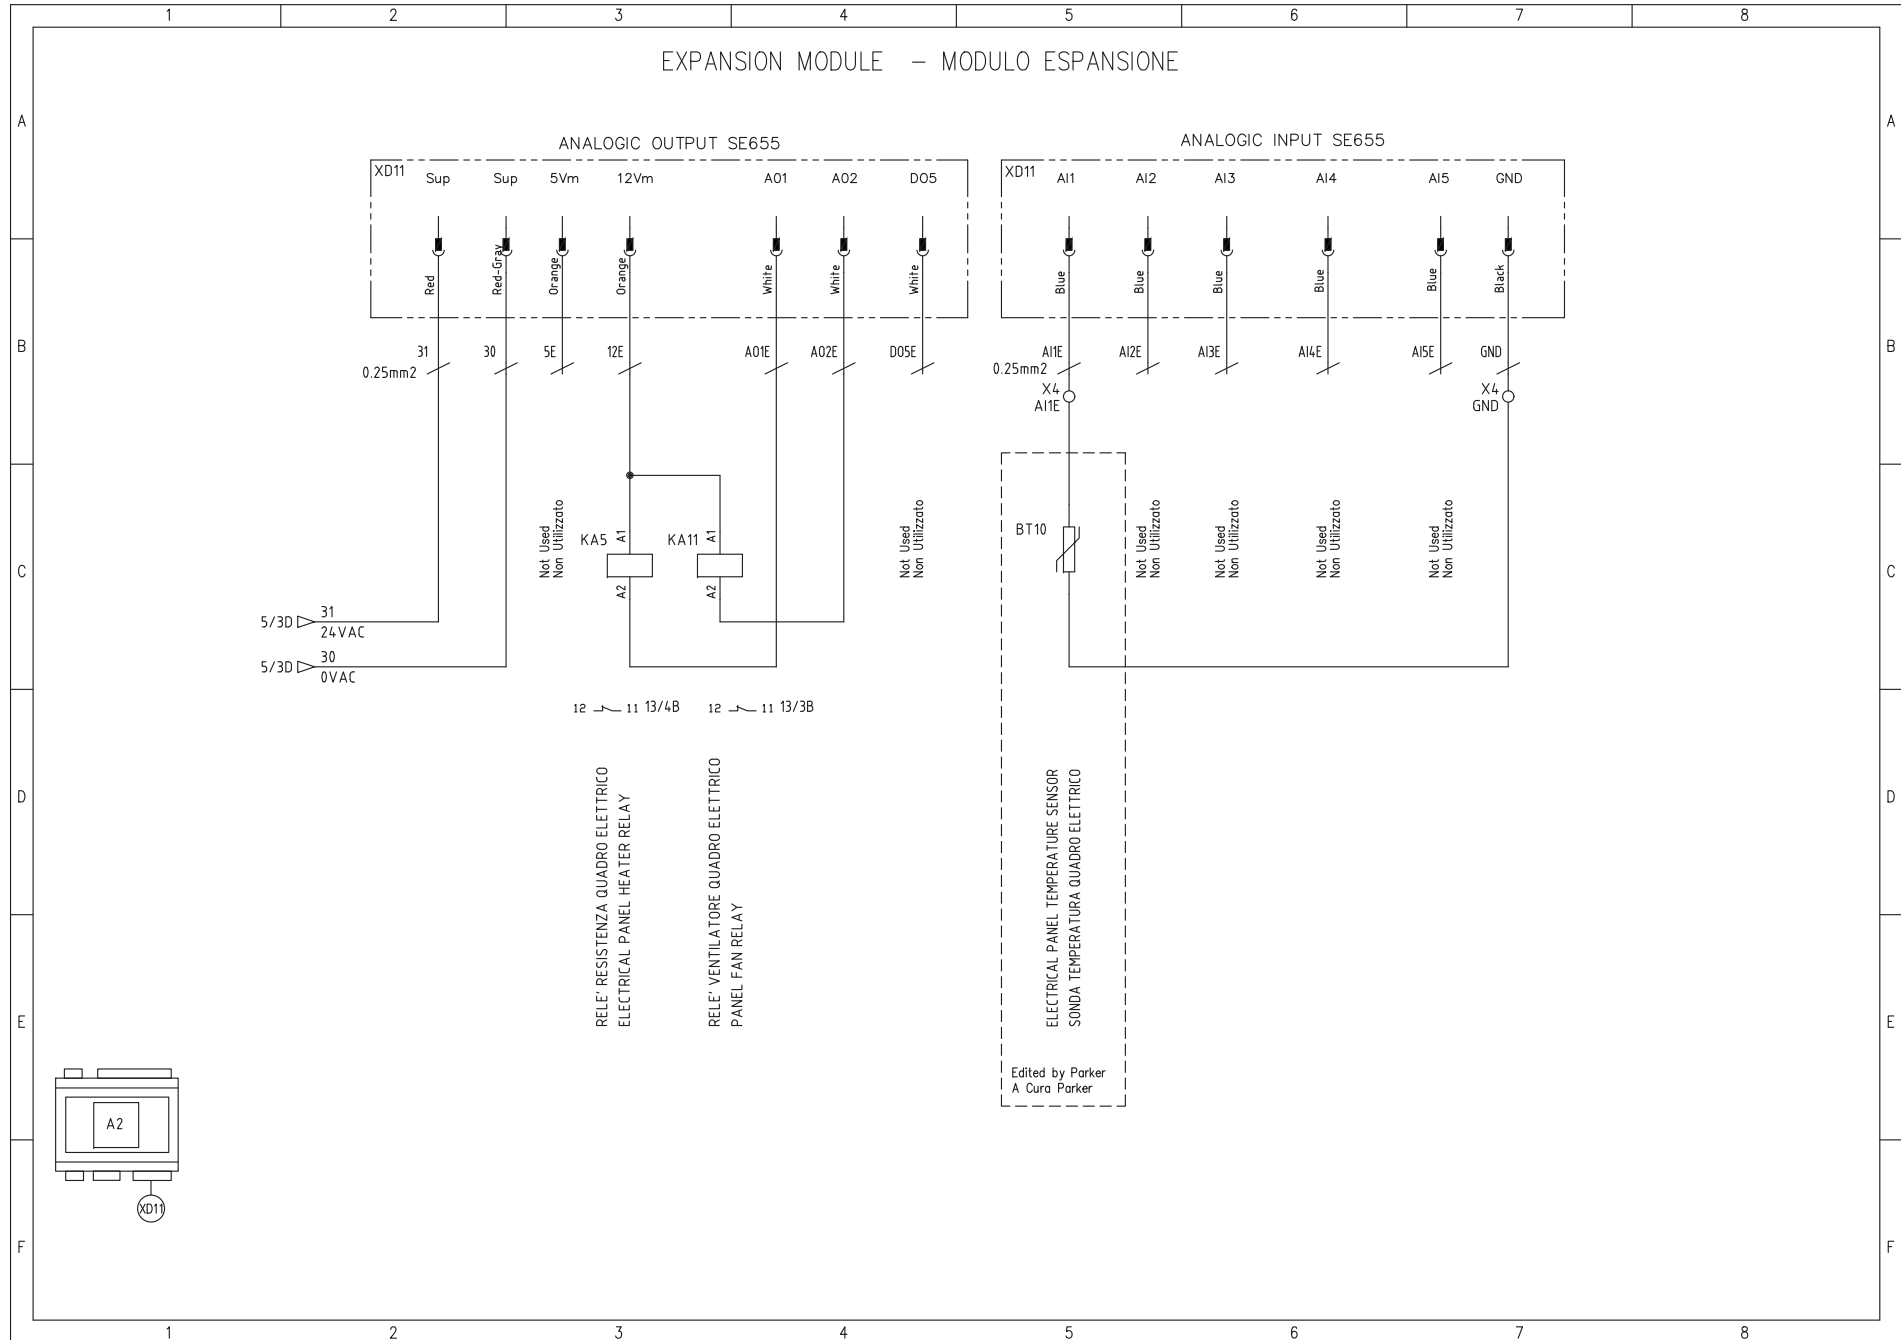 1 2 3 4 5 6 7 8
EXPANSION MODULE – MODULO ESPANSIONE
A A
ANALOGIC OUTPUT SE655
ANALOGIC INPUT SE655
XD11 Sup Sup 5Vm 12Vm AO1 AO2 DO5
XD11 AI1 AI2 AI3 AI4 AI5 GND
Red Red-Gray Orange Orange White White White
Blue Blue Blue Blue Blue Black
B B
31 30 5E 12E AO1E AO2E DO5E
0.25mm2
AI1E AI2E AI3E AI4E AI5E GND
0.25mm2
X4
AI1E
X4
GND
C C
Not Used
Non Utilizzato
KA5 A1 A2
KA11 A1 A2
Not Used
Non Utilizzato
BT10
Not Used
Non Utilizzato
Not Used
Non Utilizzato
Not Used
Non Utilizzato
Not Used
Non Utilizzato
5/3D 31
24VAC
5/3D 30
0VAC
12 11 13/4B
12 11 13/3B
D D
RELE' RESISTENZA QUADRO ELETTRICO
ELECTRICAL PANEL HEATER RELAY
RELE' VENTILATORE QUADRO ELETTRICO
PANEL FAN RELAY
ELECTRICAL PANEL TEMPERATURE SENSOR
SONDA TEMPERATURA QUADRO ELETTRICO
E E
Edited by Parker
A Cura Parker
A2
XD11
F F
1 2 3 4 5 6 7 8